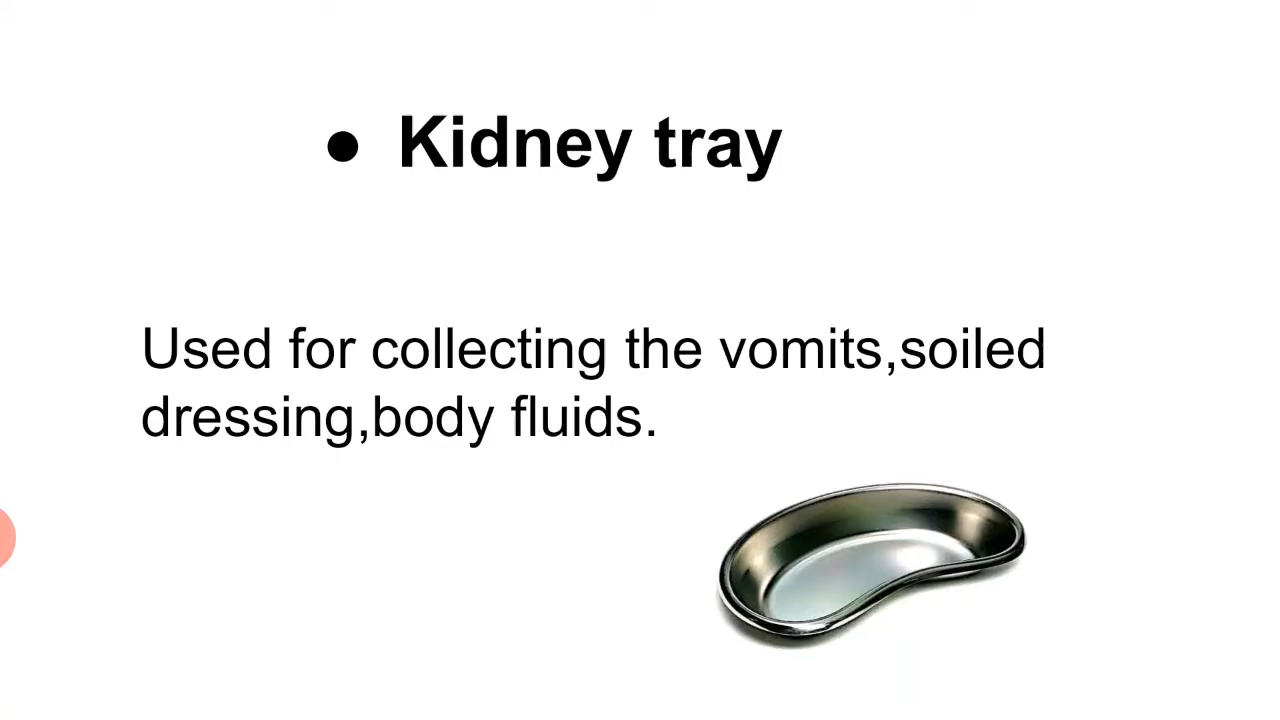 ● Kidney tray
Used for collecting the vomits,soiled
dressing,body fluids.